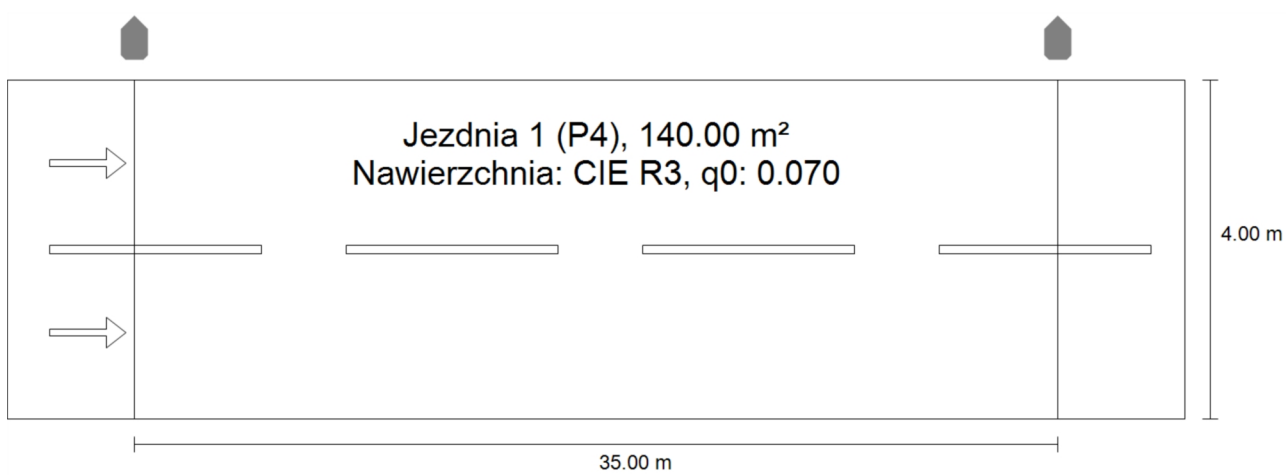 Jezdnia 1 (P4), 140.00 m²
Nawierzchnia: CIE R3, q0: 0.070
4.00 m
35.00 m